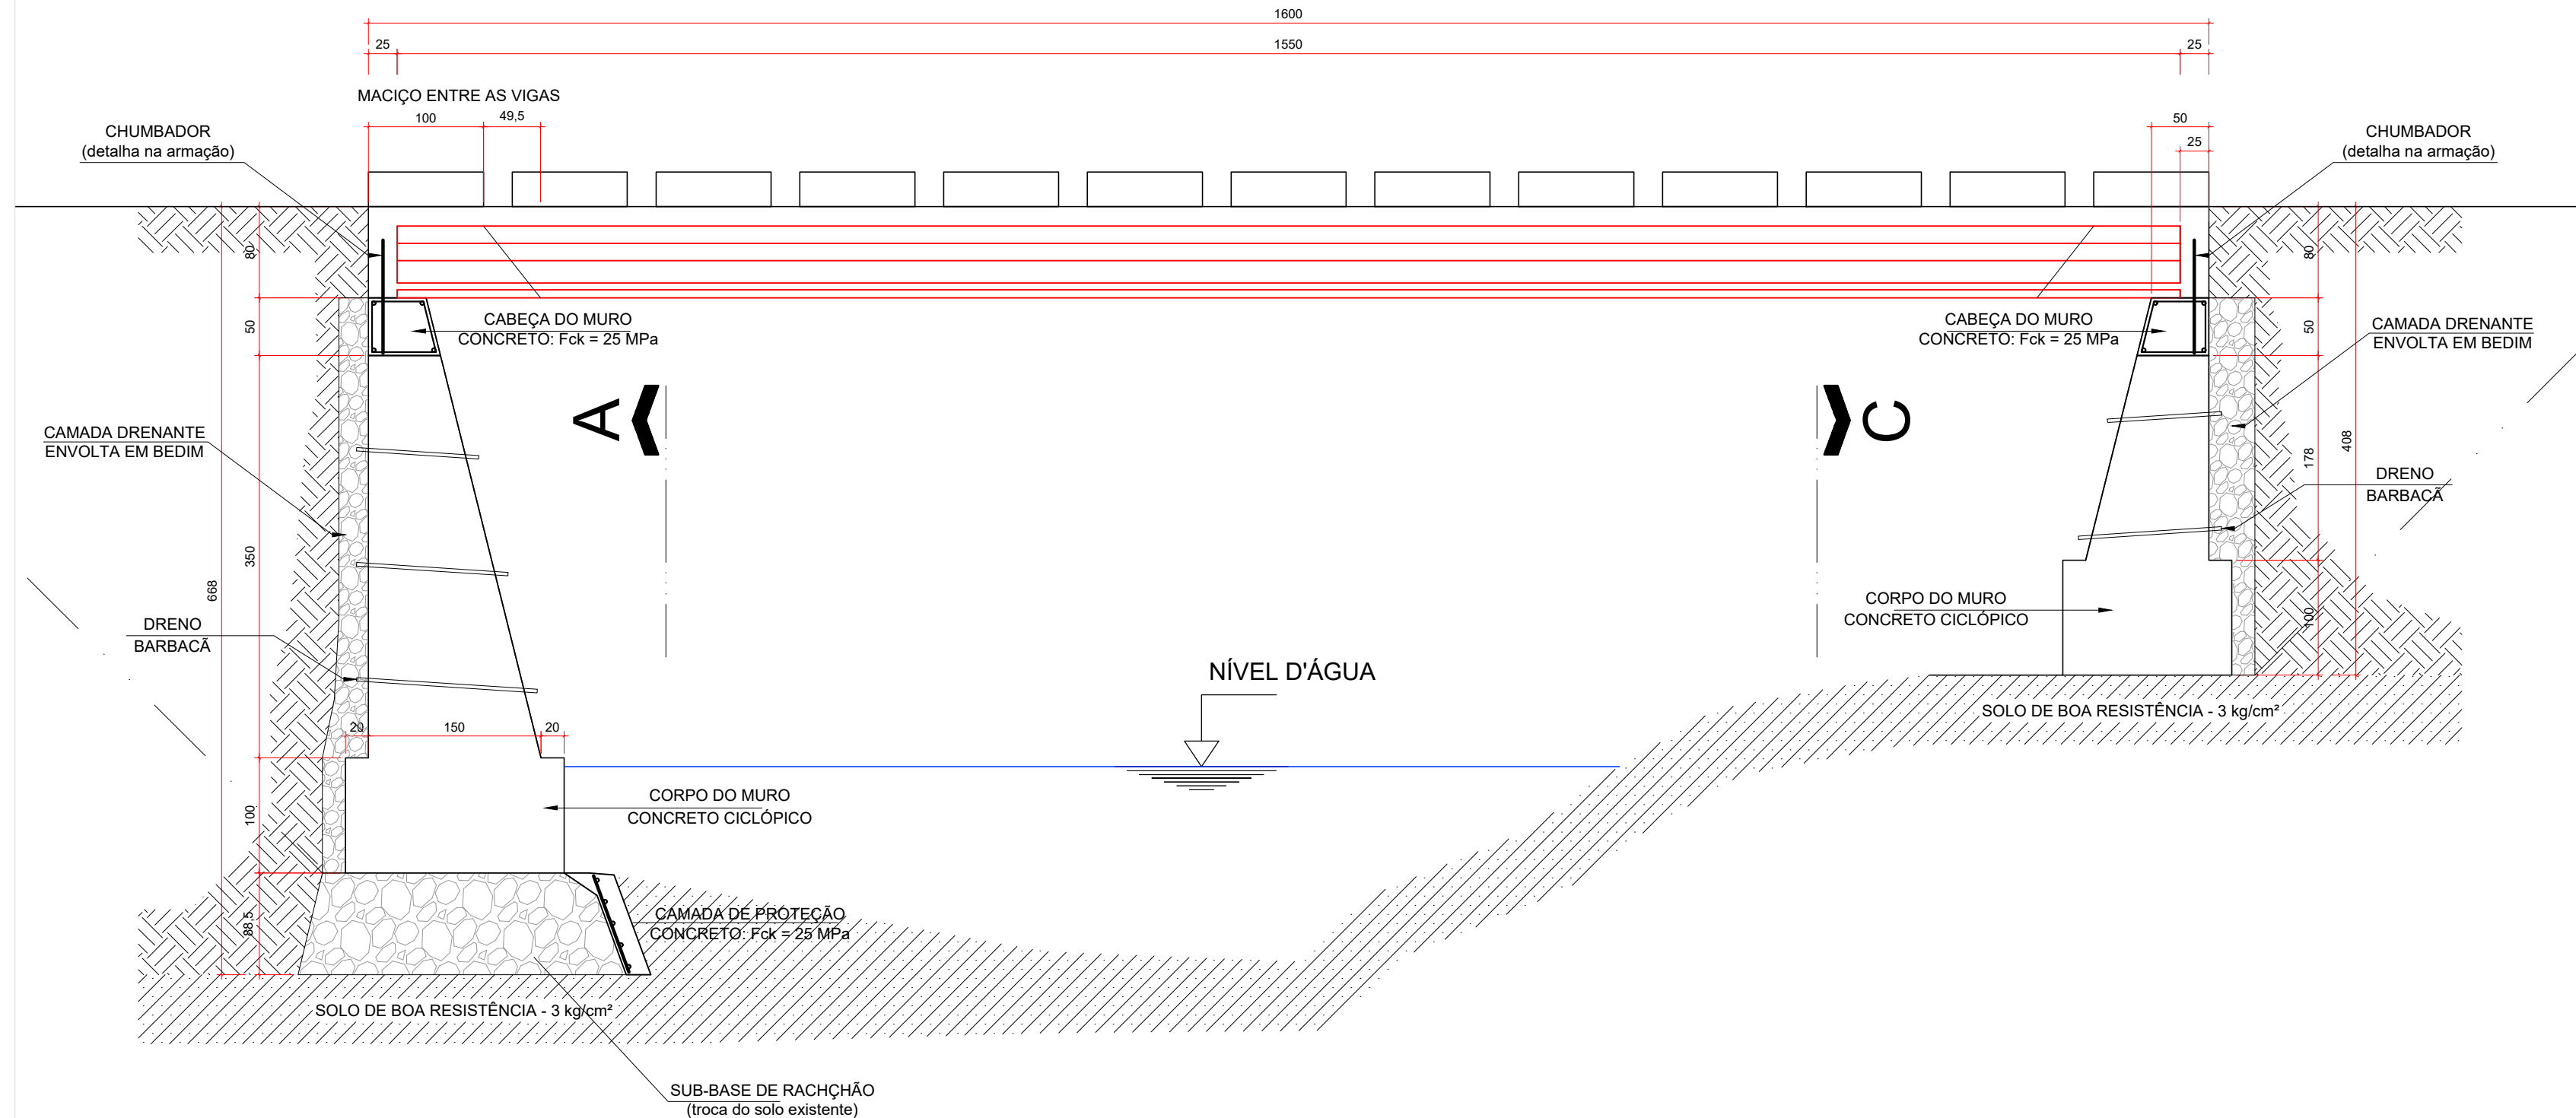 1600
25
1550
25
MACIÇO ENTRE AS VIGAS
100
49,5
50
25
CHUMBADOR
(detalha na armação)
CHUMBADOR
(detalha na armação)
80
80
50
50
CABEÇA DO MURO
CONCRETO: Fck = 25 MPa
CABEÇA DO MURO
CONCRETO: Fck = 25 MPa
CAMADA DRENANTE
ENVOLTA EM BEDIM
A
C
CAMADA DRENANTE
ENVOLTA EM BEDIM
178
408
DRENO
BARBACÃ
350
668
DRENO
BARBACÃ
CORPO DO MURO
CONCRETO CICLÓPICO
100
NÍVEL D'ÁGUA
SOLO DE BOA RESISTÊNCIA - 3 kg/cm²
20
150
20
CORPO DO MURO
CONCRETO CICLÓPICO
100
88,5
CAMADA DE PROTEÇÃO
CONCRETO: Fck = 25 MPa
SOLO DE BOA RESISTÊNCIA - 3 kg/cm²
SUB-BASE DE RACHÇHÃO
(troca do solo existente)